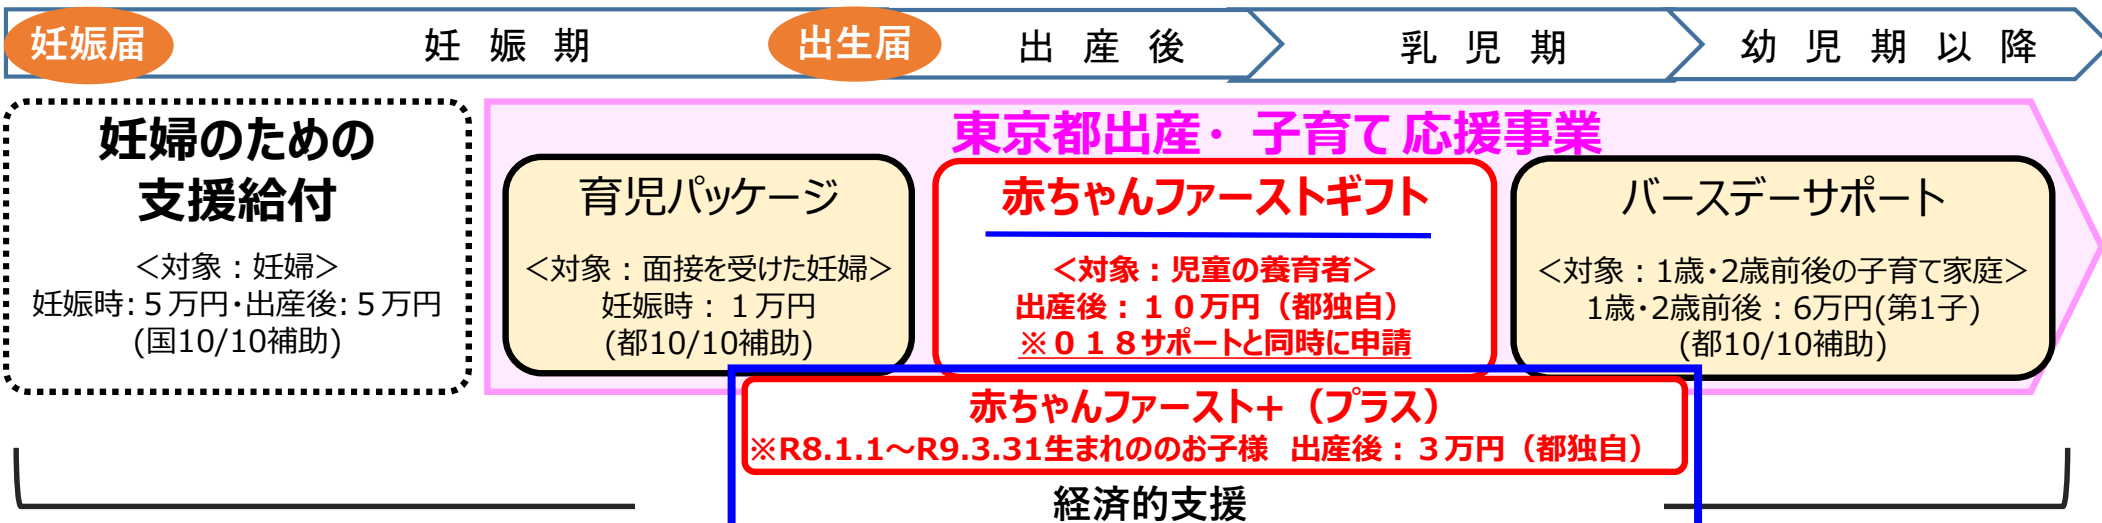 妊娠届
妊娠期
出生届
出産後
乳児期
幼児期以降
妊婦のための
支援給付
＜対象：妊婦＞
妊娠時:５万円・出産後:５万円
(国10/10補助)
東京都出産・子育て応援事業
育児パッケージ
＜対象：面接を受けた妊婦＞
妊娠時：１万円
(都10/10補助)
赤ちゃんファーストギフト
＜対象：児童の養育者＞
出産後：１０万円（都独自）
※０１８サポートと同時に申請
バースデーサポート
＜対象：1歳・2歳前後の子育て家庭＞
1歳・2歳前後：6万円(第1子)
(都10/10補助)
赤ちゃんファースト+（プラス）
※R8.1.1～R9.3.31生まれののお子様 出産後：３万円（都独自）
経済的支援